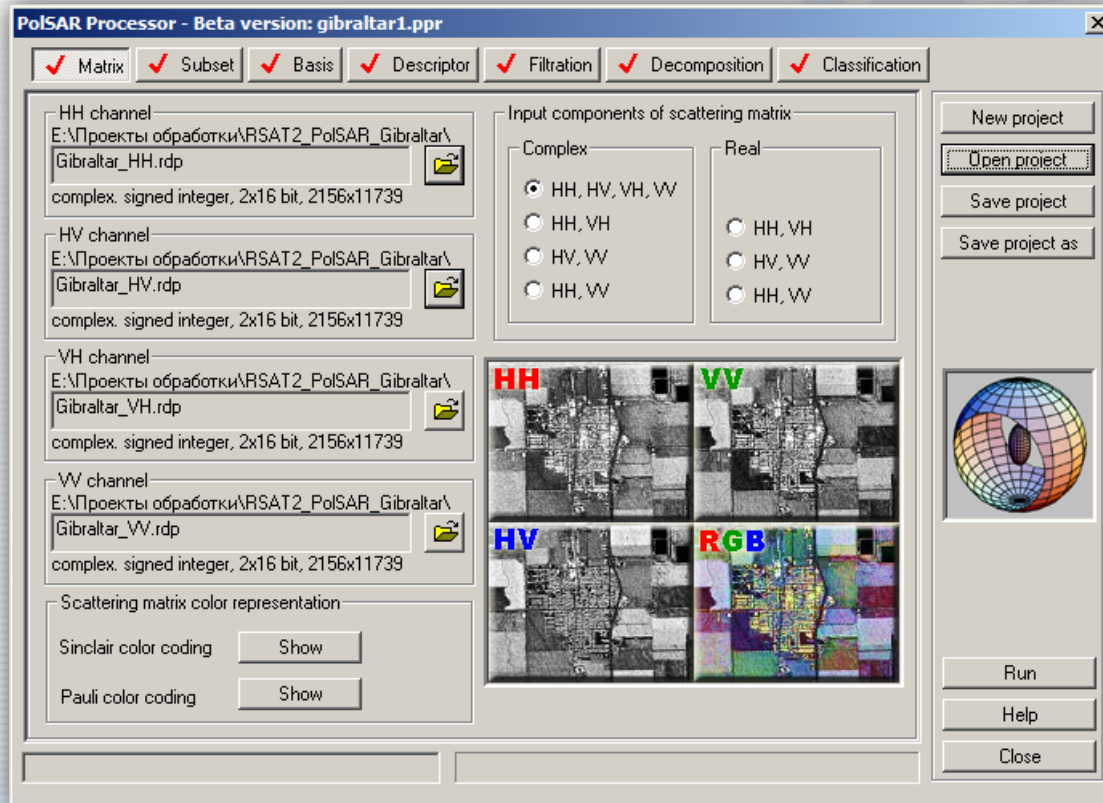 PolSAR Processor - Beta version: gibraltar1.ppr
Matrix
Subset
Basis
Descriptor
Filtration
Decomposition
Classification
HH channel
E:\Проекты обработки\RSAT2_PolSAR_Gibraltar\
Gibraltar_HH.rdp
complex. signed integer, 2x16 bit, 2156x11739
HV channel
E:\Проекты обработки\RSAT2_PolSAR_Gibraltar\
Gibraltar_HV.rdp
complex. signed integer, 2x16 bit, 2156x11739
VH channel
E:\Проекты обработки\RSAT2_PolSAR_Gibraltar\
Gibraltar_VH.rdp
complex. signed integer, 2x16 bit, 2156x11739
VV channel
E:\Проекты обработки\RSAT2_PolSAR_Gibraltar\
Gibraltar_VV.rdp
complex. signed integer, 2x16 bit, 2156x11739
Scattering matrix color representation
Sinclair color coding
Show
Pauli color coding
Show
Input components of scattering matrix
Complex
HH, HV, VH, VV
HH, VH
HV, VV
HH, VV
Real
HH, VH
HV, VV
HH, VV
HH
VV
HV
RGB
New project
Open project
Save project
Save project as
Run
Help
Close